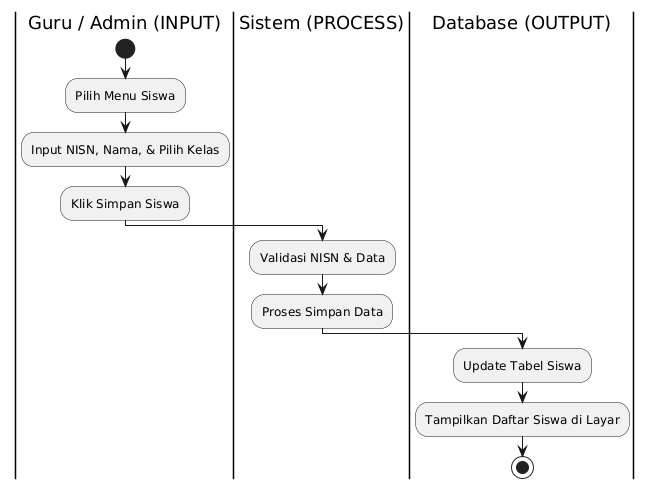 Guru / Admin (INPUT)
Sistem (PROCESS)
Database (OUTPUT)
Pilih Menu Siswa
Input NISN, Nama, & Pilih Kelas
Klik Simpan Siswa
Validasi NISN & Data
Proses Simpan Data
Update Tabel Siswa
Tampilkan Daftar Siswa di Layar